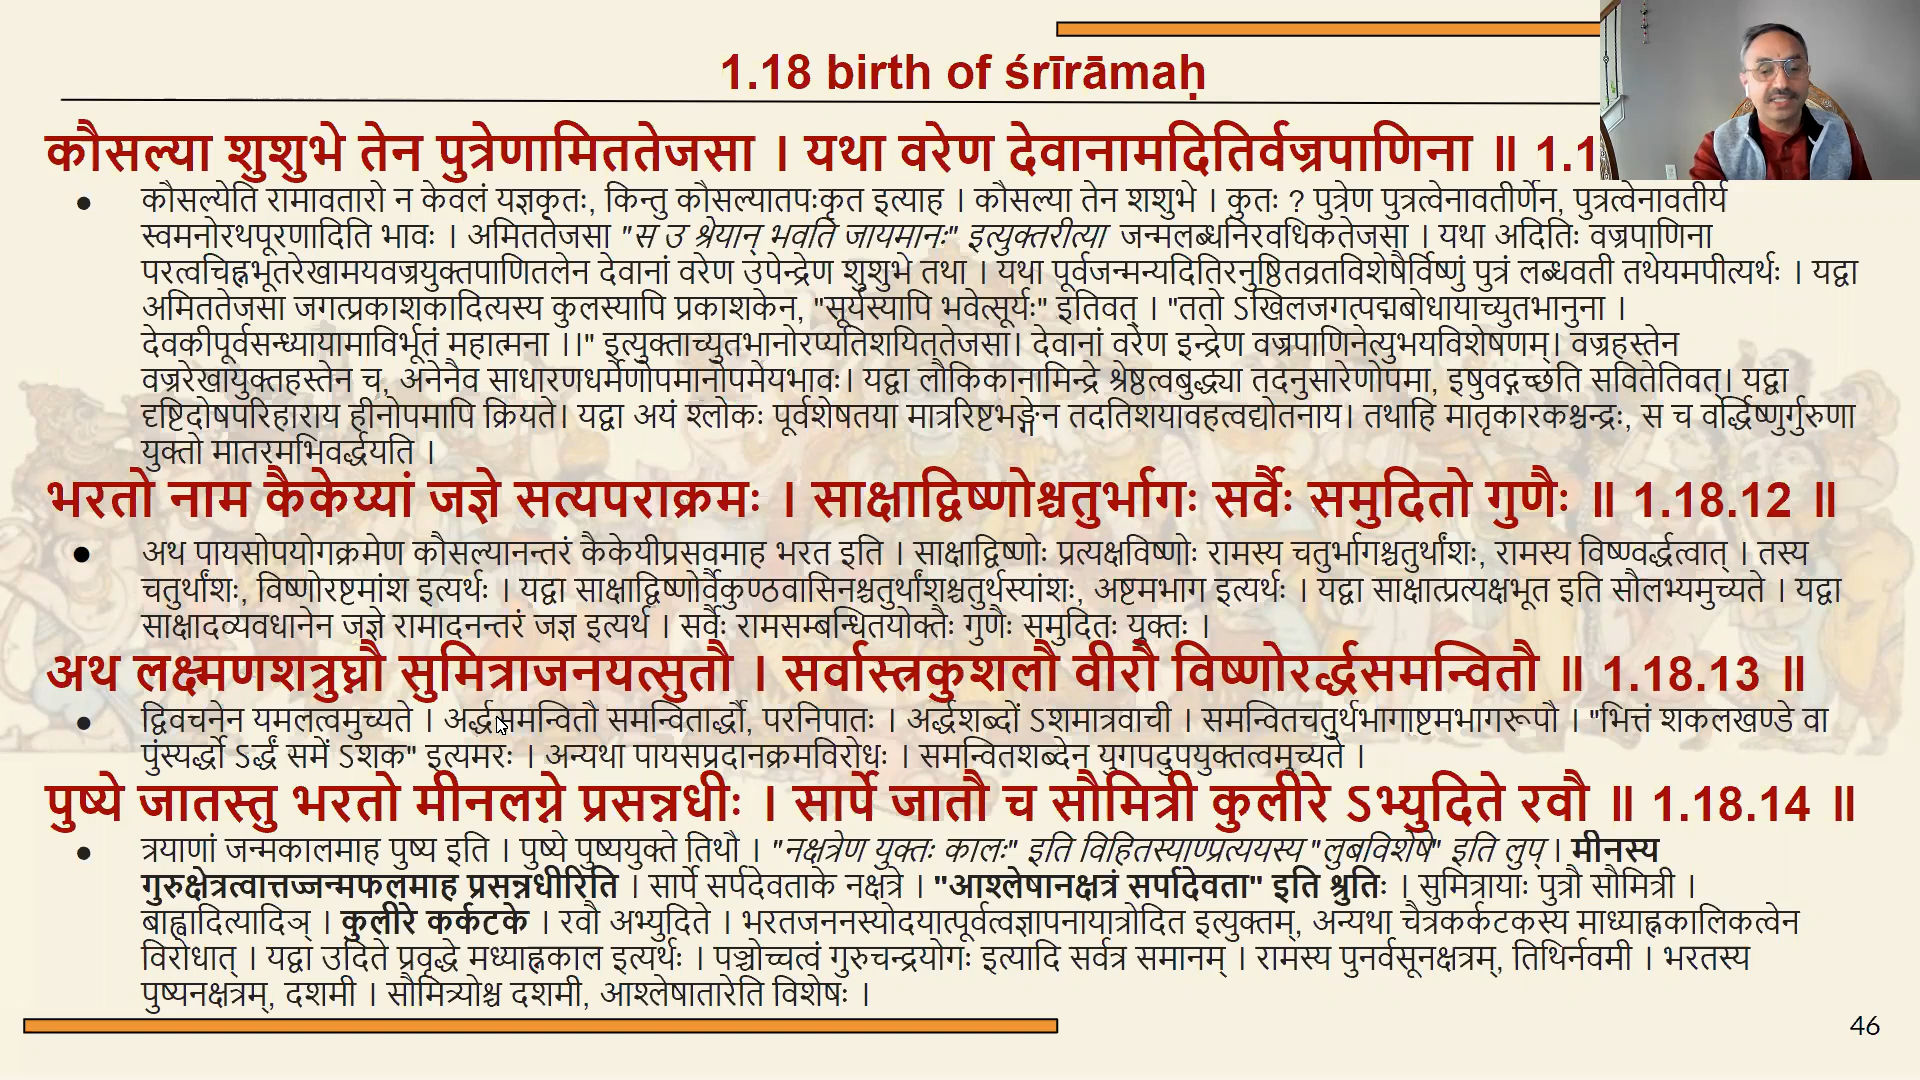 1.18 birth of śrīrāmaḥ
कौसल्या शुशुभे तेन पुत्रेणामिततेजसा । यथा वरेण देवानामदितिर्वज्रपाणिना ॥ 1.1
● कौसल्येति रामावतारो न केवलं यज्ञकृतः, किन्तु कौसल्यातपःकृत इत्याह । कौसल्या तेन शशुभे । कुतः ? पुत्रेण पुत्रत्वेनावतीर्णेन, पुत्रत्वेनावतीर्य
स्वमनोरथपूरणादिति भावः । अमिततेजसा "स उ श्रेयान् भवति जायमानः" इत्युक्तरीत्या जन्मलब्धनिरवधिकतेजसा । यथा अदितिः वज्रपाणिना
परत्वचिह्नभूतरेखामयवज्रयुक्तपाणितलेन देवानां वरेण उपेन्द्रेण शुशुभे तथा । यथा पूर्वजन्मन्यदितिरनुष्ठितव्रतविशेषैर्विष्णुं पुत्रं लब्धवती तथेयमपीत्यर्थः । यद्वा
अमिततेजसा जगत्प्रकाशकादित्यस्य कुलस्यापि प्रकाशकेन, "सूर्यस्यापि भवेत्सूर्यः" इतिवत् । "ततो ऽखिलजगत्पद्मबोधायाच्युतभानुना ।
देवकीपूर्वसन्ध्यायामाविर्भूतं महात्मना ।।" इत्युक्ताच्युतभानोरप्यतिशयिततेजसा। देवानां वरेण इन्द्रेण वज्रपाणिनेत्युभयविशेषणम्। वज्रहस्तेन
वज्ररेखायुक्तहस्तेन च, अनेनैव साधारणधर्मेणोपमानोपमेयभावः। यद्वा लौकिकानामिन्द्रे श्रेष्ठत्वबुद्ध्या तदनुसारेणोपमा, इषुवद्गच्छति सवितेतिवत्। यद्वा
दृष्टिदोषपरिहाराय हीनोपमापि क्रियते। यद्वा अयं श्लोकः पूर्वशेषतया मात्ररिष्टभङ्गेन तदतिशयावहत्वद्योतनाय। तथाहि मातृकारकश्चन्द्रः, स च वर्द्धिष्णुर्गुरुणा
युक्तो मातरमभिवर्द्धयति ।
भरतो नाम कैकेय्यां जज्ञे सत्यपराक्रमः । साक्षाद्विष्णोश्चतुर्भागः सर्वैः समुदितो गुणैः ॥ 1.18.12 ॥
● अथ पायसोपयोगक्रमेण कौसल्यानन्तरं कैकेयीप्रसवमाह भरत इति । साक्षाद्विष्णोः प्रत्यक्षविष्णोः रामस्य चतुर्भागश्चतुर्थांशः, रामस्य विष्ण्वर्द्धत्वात् । तस्य
चतुर्थांशः, विष्णोरष्टमांश इत्यर्थः । यद्वा साक्षाद्विष्णोर्वैकुण्ठवासिनश्चतुर्थांशश्चतुर्थस्यांशः, अष्टमभाग इत्यर्थः । यद्वा साक्षात्प्रत्यक्षभूत इति सौलभ्यमुच्यते । यद्वा
साक्षादव्यवधानेन जज्ञे रामादनन्तरं जज्ञ इत्यर्थ । सर्वैः रामसम्बन्धितयोक्तैः गुणैः समुदितः युक्तः ।
अथ लक्ष्मणशत्रुघ्नौ सुमित्राजनयत्सुतौ । सर्वास्त्रकुशलौ वीरौ विष्णोरर्द्धसमन्वितौ ॥ 1.18.13 ॥
● द्विवचनेन यमलत्वमुच्यते । अर्द्धसमन्वितौ समन्वितार्द्धौ, परनिपातः । अर्द्धशब्दों ऽशमात्रवाची । समन्वितचतुर्थभागाष्टमभागरूपौ । "भित्तं शकलखण्डे वा
पुंस्यर्द्धो ऽर्द्धं समें ऽशक" इत्यमरः । अन्यथा पायसप्रदानक्रमविरोधः । समन्वितशब्देन युगपदुपयुक्तत्वमुच्यते ।
पुष्ये जातस्तु भरतो मीनलग्ने प्रसन्नधीः । सार्पे जातौ च सौमित्री कुलीरे ऽभ्युदिते रवौ ॥ 1.18.14 ॥
● त्रयाणां जन्मकालमाह पुष्य इति । पुष्ये पुष्ययुक्ते तिथौ । "नक्षत्रेण युक्तः कालः" इति विहितस्याण्प्रत्ययस्य "लुबविशेषे" इति लुप् । मीनस्य
गुरुक्षेत्रत्वात्तज्जन्मफलमाह प्रसन्नधीरिति । सार्पे सर्पदेवताके नक्षत्रे । "आश्लेषानक्षत्रं सर्पादेवता" इति श्रुतिः । सुमित्रायाः पुत्रौ सौमित्री ।
बाह्वादित्यादिञ् । कुलीरे कर्कटके । रवौ अभ्युदिते । भरतजननस्योदयात्पूर्वत्वज्ञापनायात्रोदित इत्युक्तम्, अन्यथा चैत्रकर्कटकस्य माध्याह्नकालिकत्वेन
विरोधात् । यद्वा उदिते प्रवृद्धे मध्याह्नकाल इत्यर्थः । पञ्चोच्चत्वं गुरुचन्द्रयोगः इत्यादि सर्वत्र समानम् । रामस्य पुनर्वसूनक्षत्रम्, तिथिर्नवमी । भरतस्य
पुष्यनक्षत्रम्, दशमी । सौमित्र्योश्च दशमी, आश्लेषातारेति विशेषः ।
46